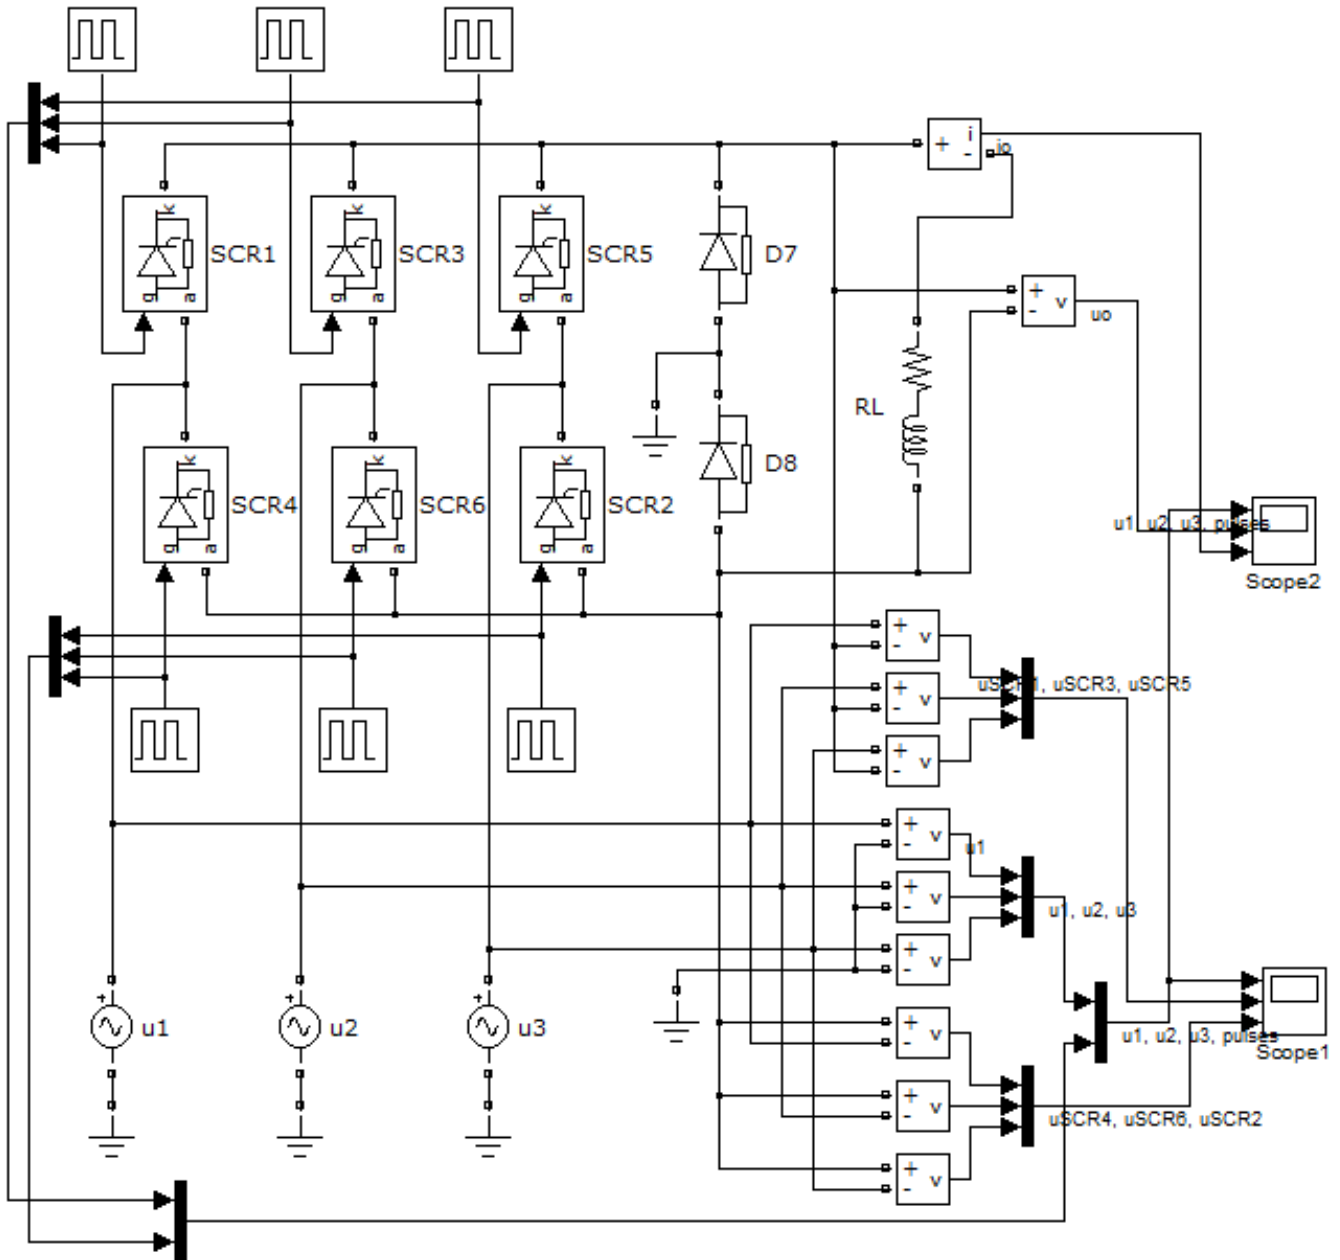 i
+
-
io
k
SCR1
g
a
k
SCR3
g
a
k
SCR5
g
a
D7
+
-
v
uo
RL
k
SCR4
g
a
k
SCR6
g
a
k
SCR2
g
a
D8
u1, u2, u3, pulses
Scope2
+
-
v
uSCR1, uSCR3, uSCR5
+
-
v
+
-
v
+
-
v
u1
+
-
v
u1, u2, u3
+
-
v
+
u1
+
u2
+
u3
+
-
v
u1, u2, u3, pulses
Scope1
+
-
v
uSCR4, uSCR6, uSCR2
+
-
v